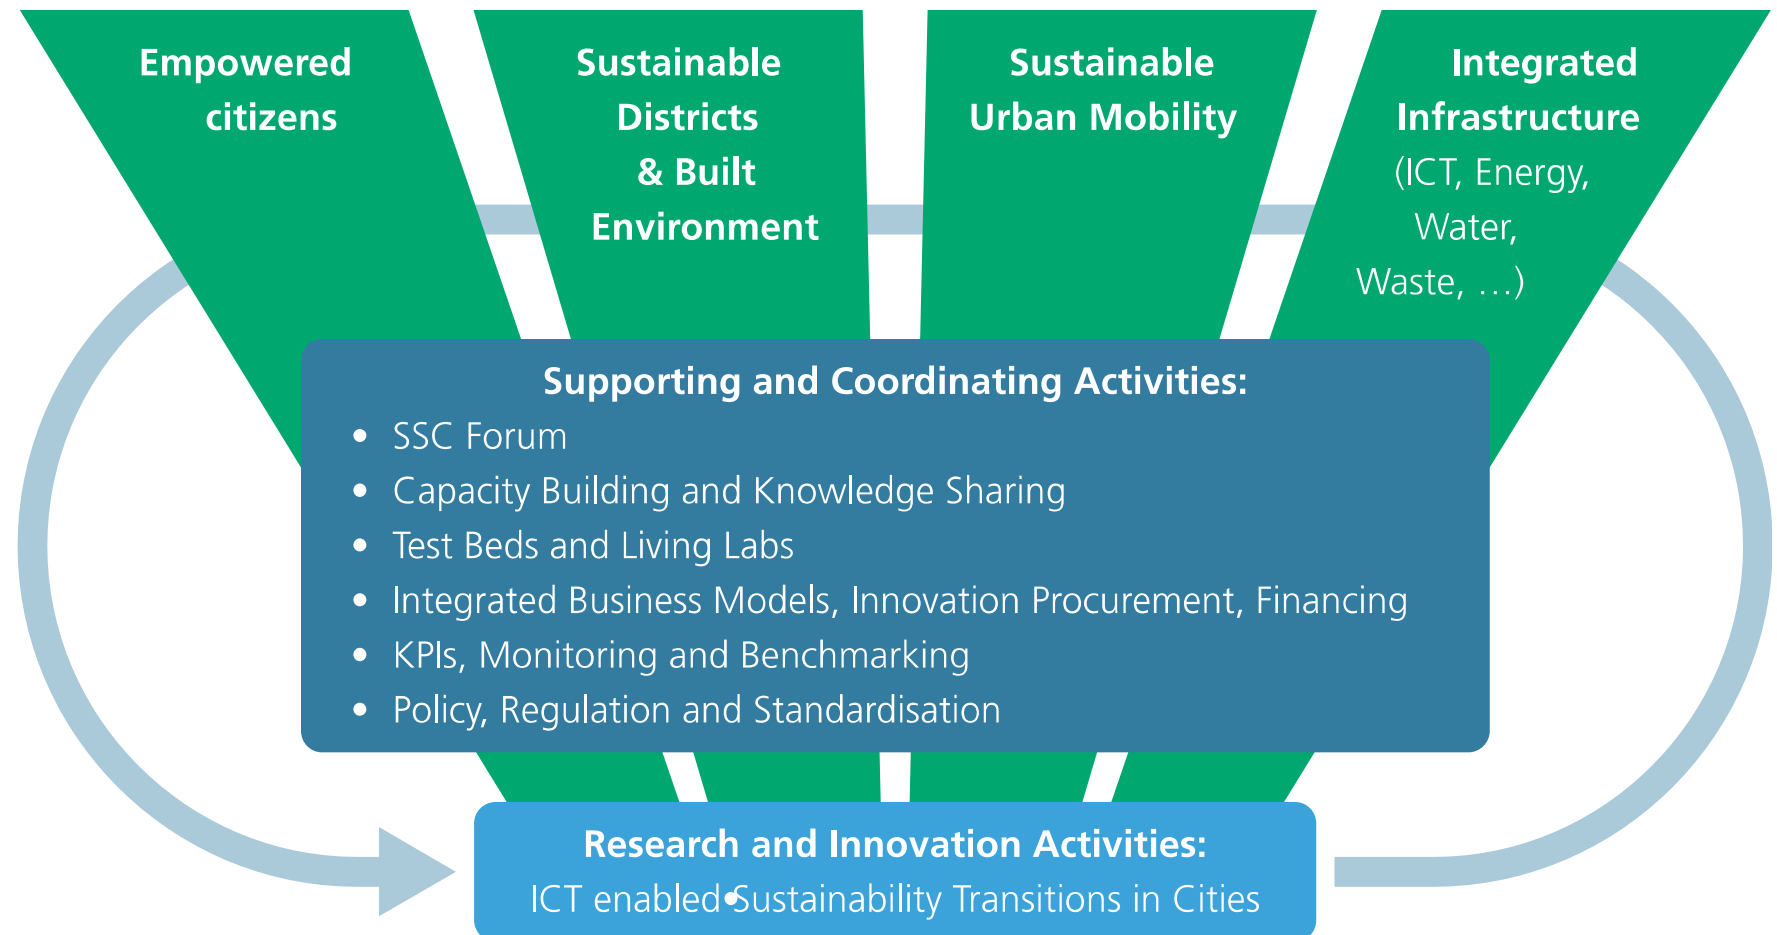 Empowered
citizens
Sustainable
Districts
& Built
Environment
Sustainable
Urban Mobility
Integrated
Infrastructure
(ICT, Energy,
Water,
Waste, …)
Supporting and Coordinating Activities:
• SSC Forum
• Capacity Building and Knowledge Sharing
• Test Beds and Living Labs
• Integrated Business Models, Innovation Procurement, Financing
• KPIs, Monitoring and Benchmarking
• Policy, Regulation and Standardisation
Research and Innovation Activities:
ICT enabled•Sustainability Transitions in Cities